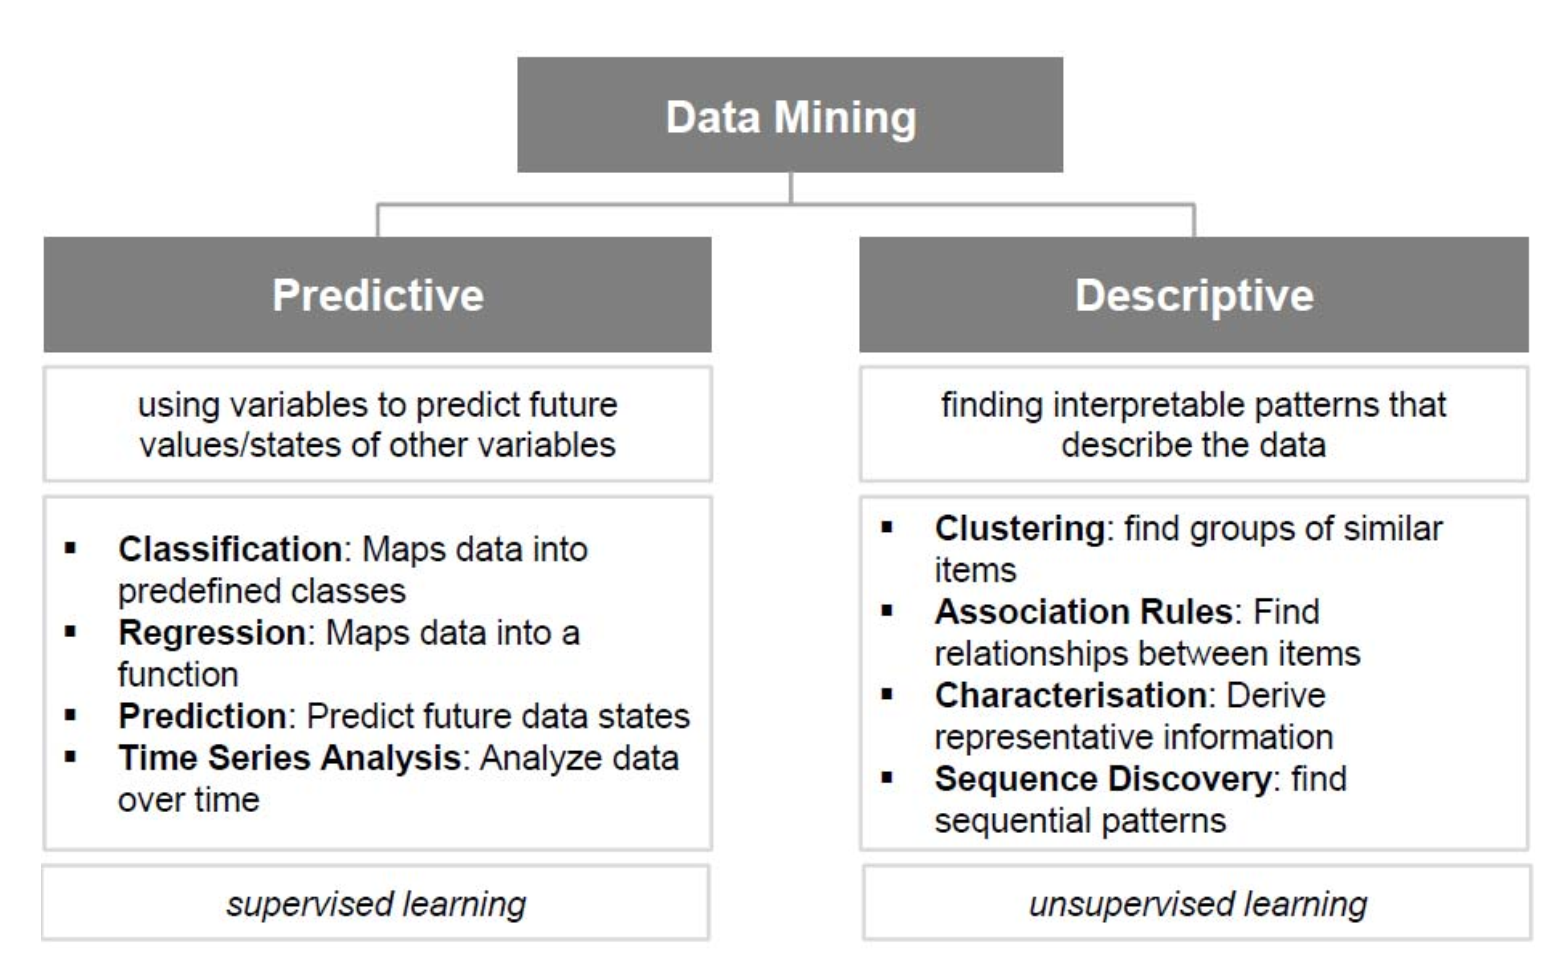 Data Mining
Predictive
using variables to predict future
values/states of other variables
▪ Classification: Maps data into
predefined classes
▪ Regression: Maps data into a
function
▪ Prediction: Predict future data states
▪ Time Series Analysis: Analyze data
over time
supervised learning
Descriptive
finding interpretable patterns that
describe the data
▪ Clustering: find groups of similar
items
▪ Association Rules: Find
relationships between items
▪ Characterisation: Derive
representative information
▪ Sequence Discovery: find
sequential patterns
unsupervised learning